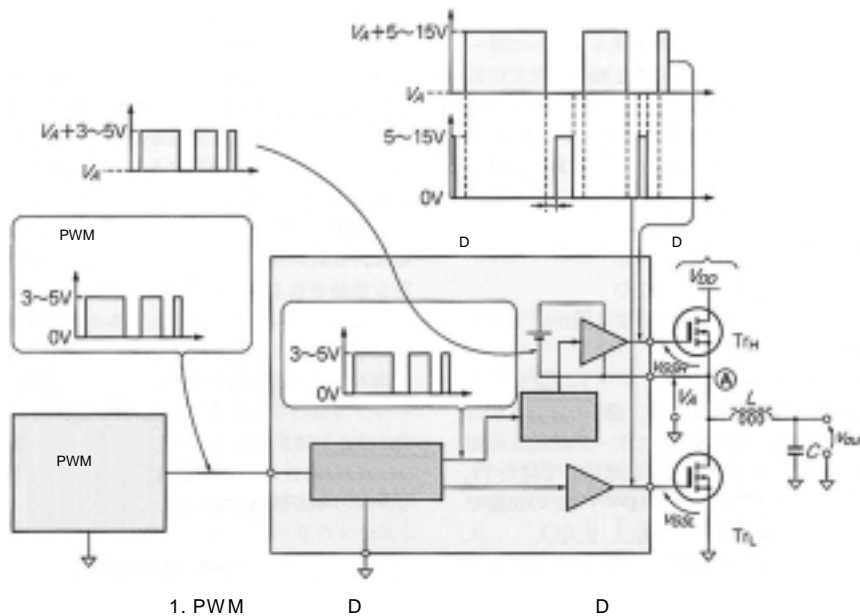 VA+5～15V
VA
5～15V
0V
VA+3～5V
VA
PWM
3～5V
0V
D
D
VDD
3～5V
0V
TrH
VGSH
A
VA
L
C
Vout
PWM
VGSL
TrL
1. PWM D D